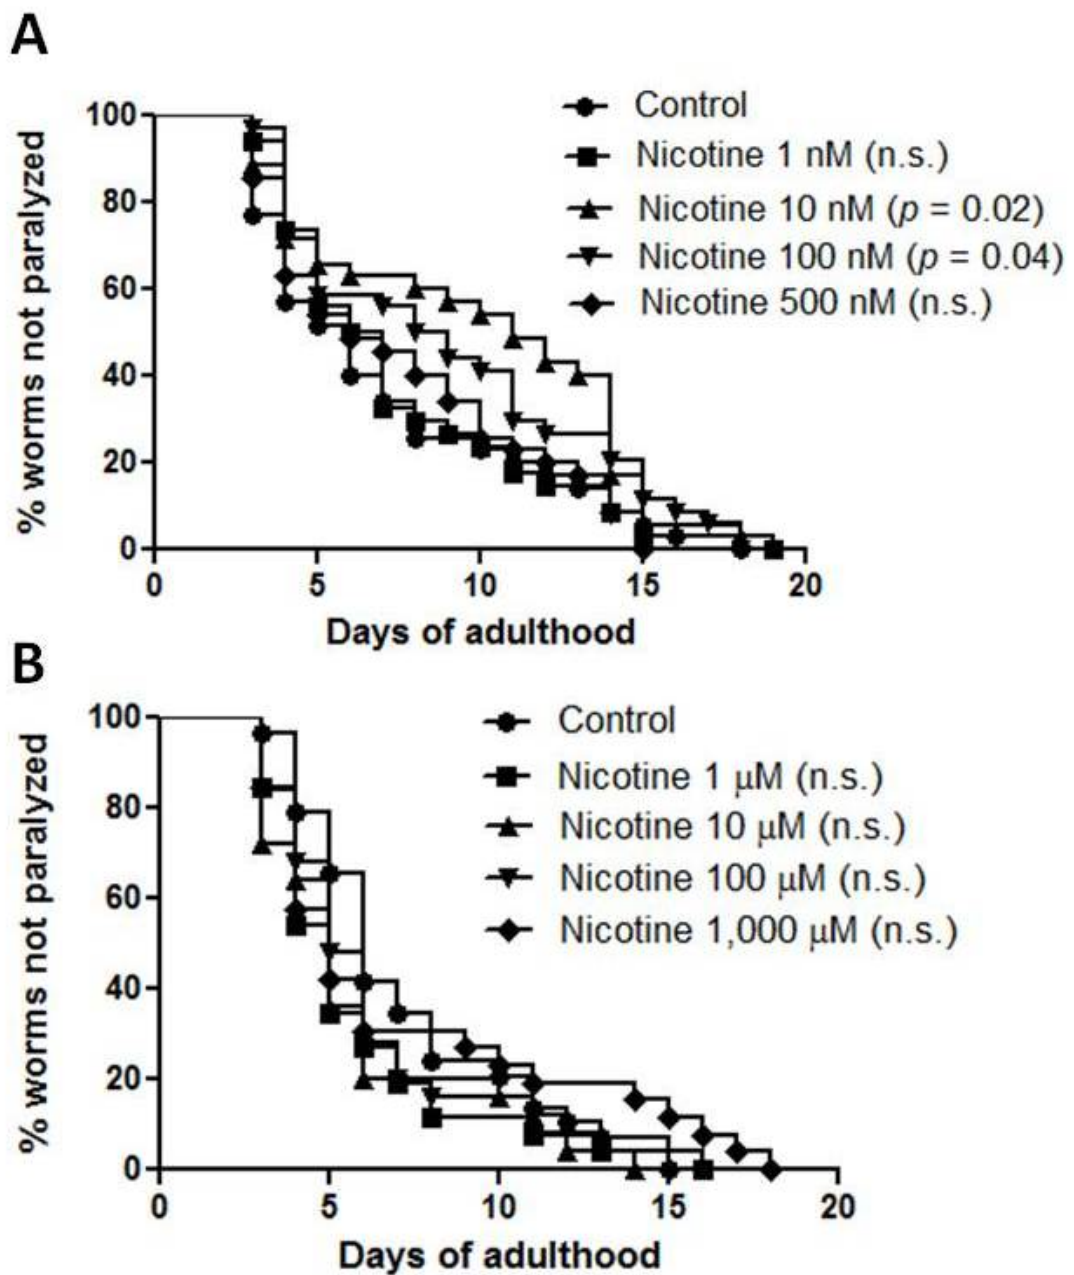 A
% worms not paralyzed
100
80
60
40
20
0
0 5 10 15 20
Days of adulthood
Control
Nicotine 1 nM (n.s.)
Nicotine 10 nM (p = 0.02)
Nicotine 100 nM (p = 0.04)
Nicotine 500 nM (n.s.)
B
% worms not paralyzed
100
80
60
40
20
0
0 5 10 15 20
Days of adulthood
Control
Nicotine 1 μM (n.s.)
Nicotine 10 μM (n.s.)
Nicotine 100 μM (n.s.)
Nicotine 1,000 μM (n.s.)